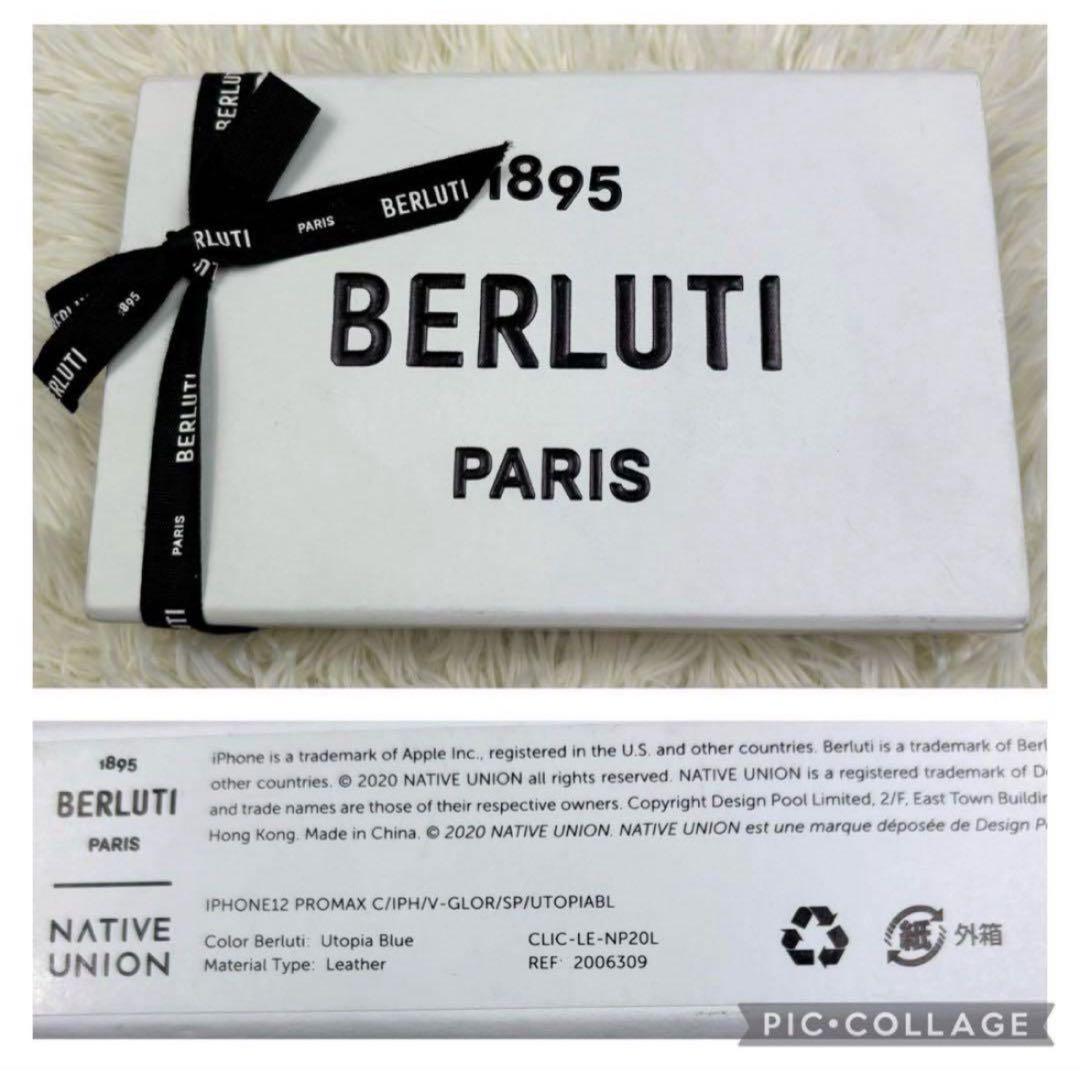 BERLU
1895
BERLUTI
PARIS
RLUTI
895
ERLUTI
BERLUTI
PARIS
TI
BERLUTI
PARIS
1895
BERLUTI
PARIS
NATIVE
UNION
iPhone is a trademark of Apple Inc., registered in the U.S. and other countries. Berluti is a trademark of Berl
other countries. © 2020 NATIVE UNION all rights reserved. NATIVE UNION is a registered trademark of D
and trade names are those of their respective owners. Copyright Design Pool Limited, 2/F, East Town Buildin
Hong Kong. Made in China. © 2020 NATIVE UNION. NATIVE UNION est une marque déposée de Design P
IPHONE12 PROMAX C/IPH/V-GLOR/SP/UTOPIABL
Color Berluti: Utopia Blue
CLIC-LE-NP20L
Material Type: Leather
REF: 2006309
紙 外箱
PIC•COLLAGE